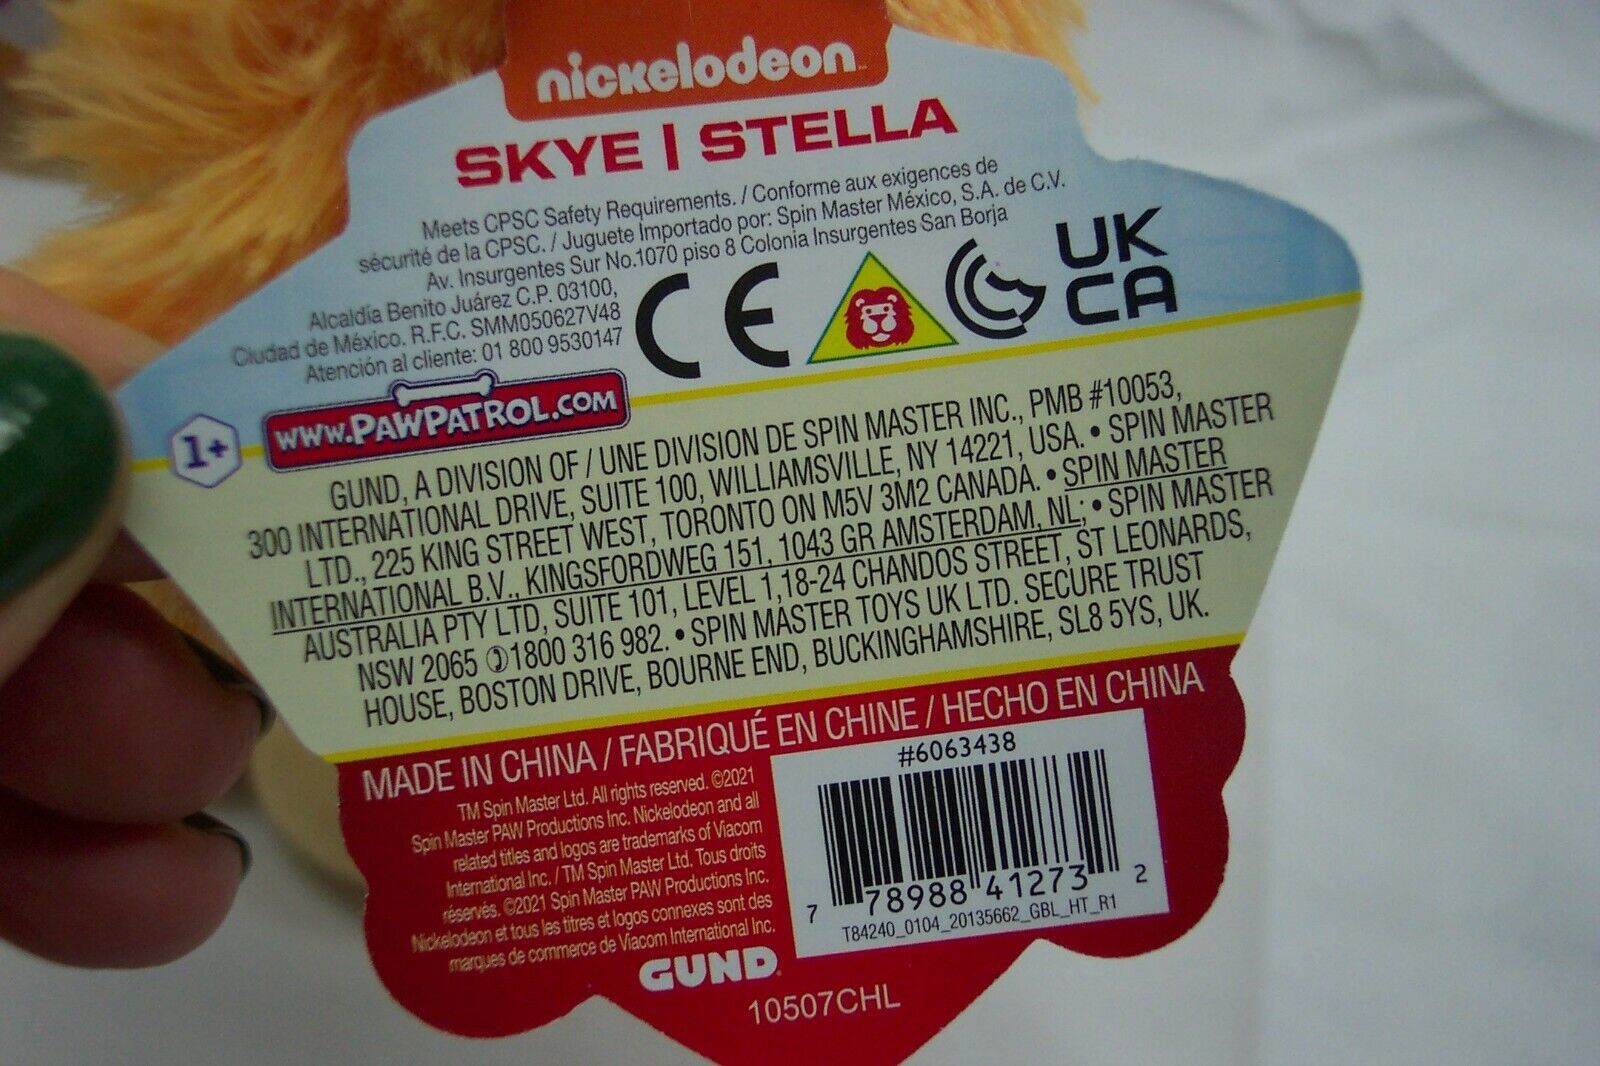 nickelodeon
SKYE | STELLA
Meets CPSC Safety Requirements. / Conforme aux exigences de
sécurité de la CPSC. / Juguete Importado por: Spin Master México, S.A. de C.V.
Av. Insurgentes Sur No.1070 piso 8 Colonia Insurgentes San Borja
Alcaldía Benito Juárez C.P. 03100,
Ciudad de México. R.F.C. SMM050627V48
Atención al cliente: 01 800 9530147
CE
UK
CA
1+
www.PAWPATROL.COM
GUND, A DIVISION OF / UNE DIVISION DE SPIN MASTER INC., PMB #10053,
300 INTERNATIONAL DRIVE, SUITE 100, WILLIAMSVILLE, NY 14221, USA. • SPIN MASTER
LTD., 225 KING STREET WEST, TORONTO ON M5V 3M2 CANADA. • SPIN MASTER
INTERNATIONAL B.V., KINGSFORDWEG 151, 1043 GR AMSTERDAM, NL; • SPIN MASTER
AUSTRALIA PTY LTD, SUITE 101, LEVEL 1,18-24 CHANDOS STREET, ST LEONARDS,
NSW 2065 1800 316 982. • SPIN MASTER TOYS UK LTD. SECURE TRUST
HOUSE, BOSTON DRIVE, BOURNE END, BUCKINGHAMSHIRE, SL8 5YS, UK.
MADE IN CHINA / FABRIQUÉ EN CHINE / HECHO EN CHINA
TM Spin Master Ltd. All rights reserved. ©2021
Spin Master PAW Productions Inc. Nickelodeon and all
related titles and logos are trademarks of Viacom
International Inc. / TM Spin Master Ltd. Tous droits
réservés. ©2021 Spin Master PAW Productions Inc.
Nickelodeon et tous les titres et logos connexes sont des
marques de commerce de Viacom International Inc.
#6063438
7 78988 41273 2
T84240_0104_20135662_GBL_HT_R1
GUND
10507CHL